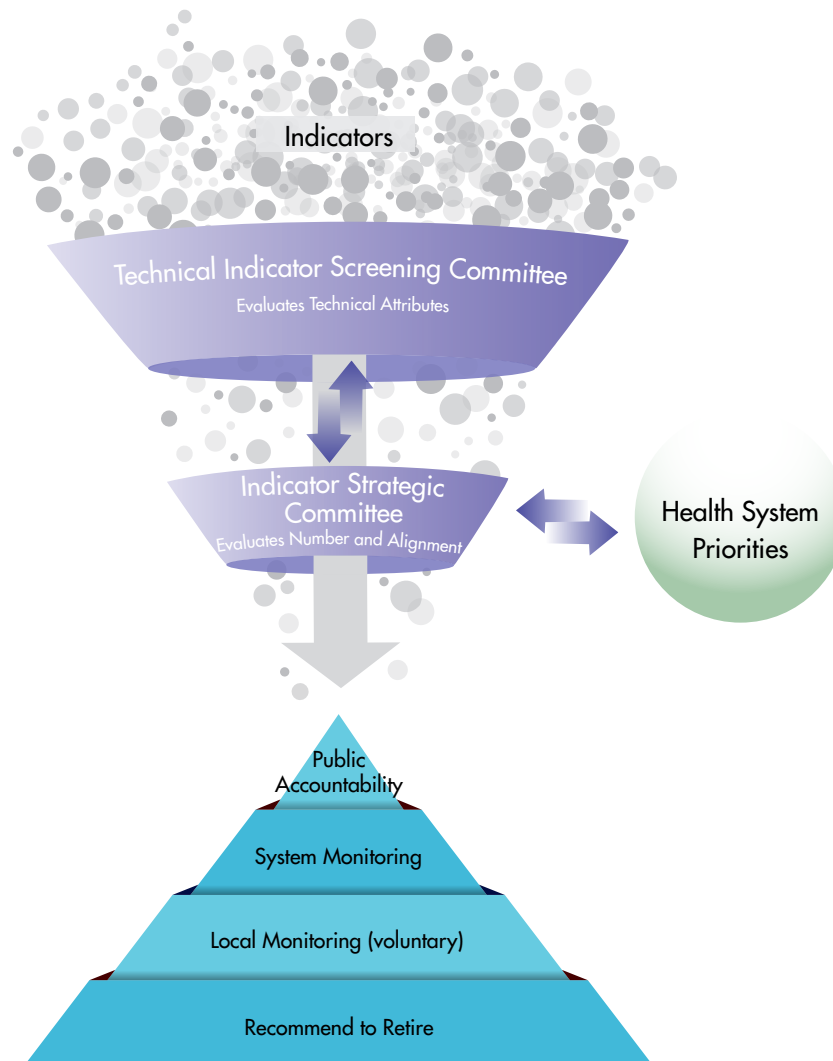 Indicators
Technical Indicator Screening Committee
Evaluates Technical Attributes
Indicator Strategic
Committee
Evaluates Number and Alignment
Health System
Priorities
Public
Accountability
System Monitoring
Local Monitoring (voluntary)
Recommend to Retire